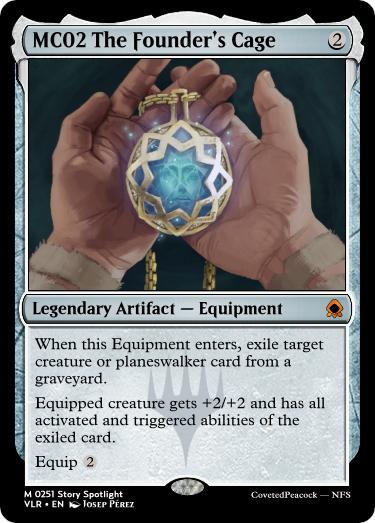 MC02 The Founder's Cage 2
Legendary Artifact — Equipment
When this Equipment enters, exile target
creature or planeswalker card from a
graveyard.
Equipped creature gets +2/+2 and has all
activated and triggered abilities of the
exiled card.
Equip 2
M 0251 Story Spotlight
VLR • EN Josep Pérez
CovetedPeacock — NFS